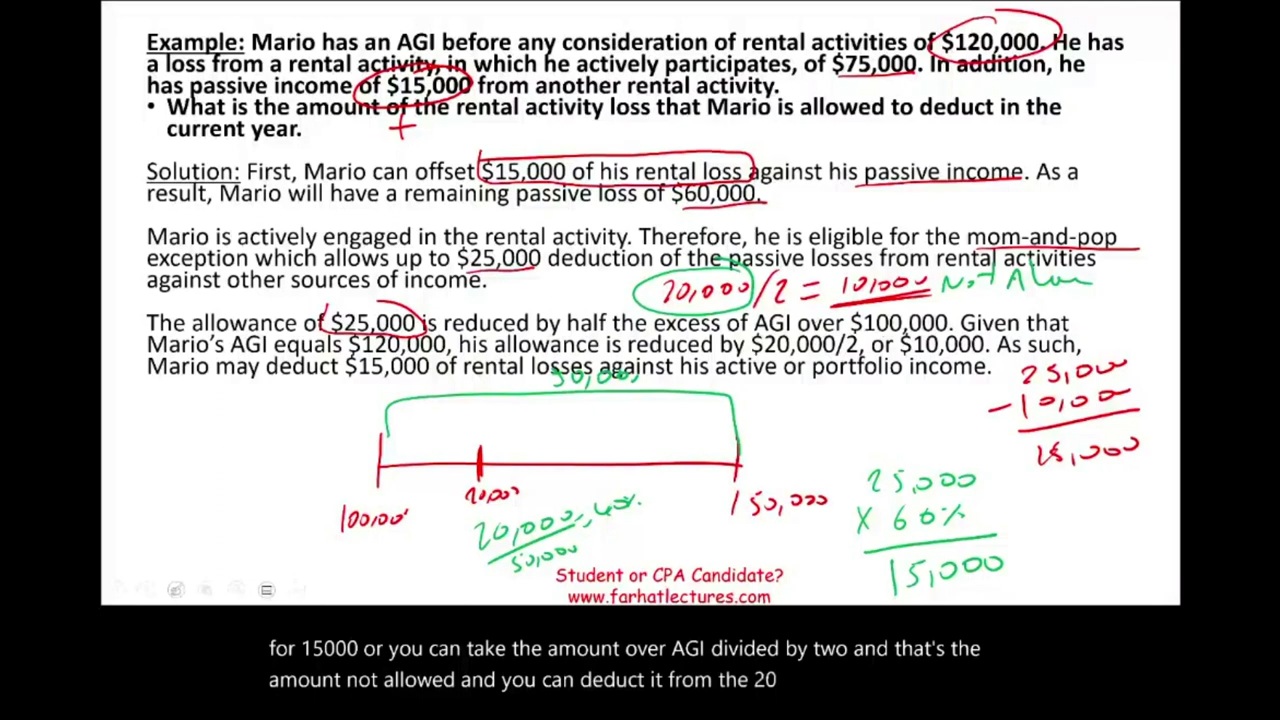 Example: Mario has an AGI before any consideration of rental activities of $120,000. He has
a loss from a rental activity, in which he actively participates, of $75,000. In addition, he
has passive income of $15,000 from another rental activity.
• What is the amount of the rental activity loss that Mario is allowed to deduct in the
current year.
+
Solution: First, Mario can offset $15,000 of his rental loss against his passive income. As a
result, Mario will have a remaining passive loss of $60,000.
Mario is actively engaged in the rental activity. Therefore, he is eligible for the mom-and-pop
exception which allows up to $25,000 deduction of the passive losses from rental activities
against other sources of income.
20,000/2 = 10,000 Not
The allowance of $25,000 is reduced by half the excess of AGI over $100,000. Given that
Mario's AGI equals $120,000, his allowance is reduced by $20,000/2, or $10,000. As such,
Mario may deduct $15,000 of rental losses against his active or portfolio income.
50,000
25,000
- 10,00
15,000
100,000
20,000
150,000
20,000 = 40%
50,000
25,000
X 60%
15,000
Student or CPA Candidate?
www.farhatlectures.com
for 15000 or you can take the amount over AGI divided by two and that's the
amount not allowed and you can deduct it from the 20